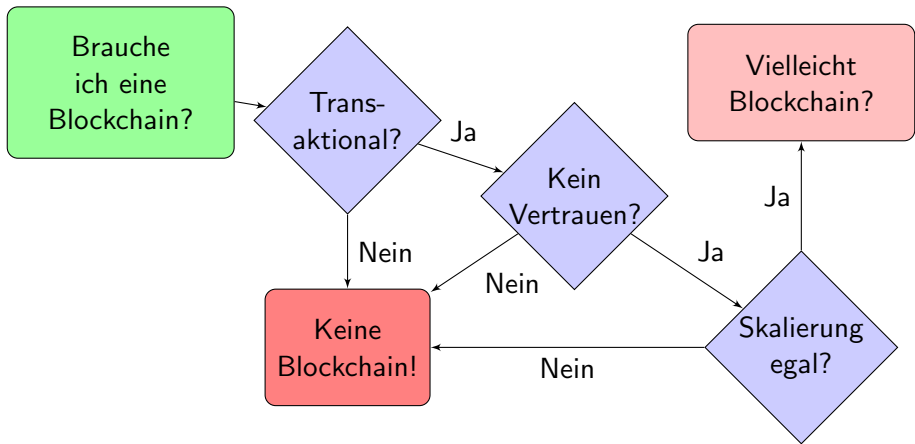 Brauche
ich eine
Blockchain?
Trans-
aktional?
Ja
Nein
Kein
Vertrauen?
Ja
Nein
Skalierung
egal?
Ja
Nein
Vielleicht
Blockchain?
Keine
Blockchain!